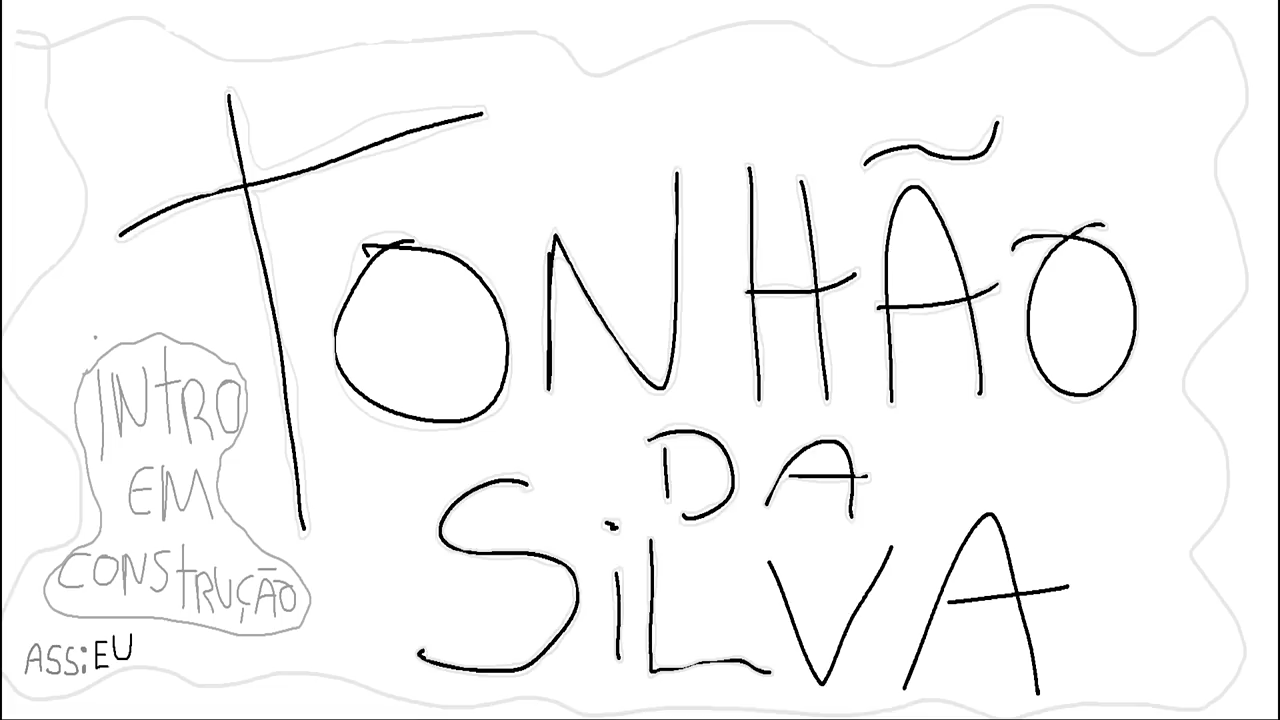 TONHÃO
DA
SiLVA
INtRO
EM
CONStRUÇÃO
ASS:EU